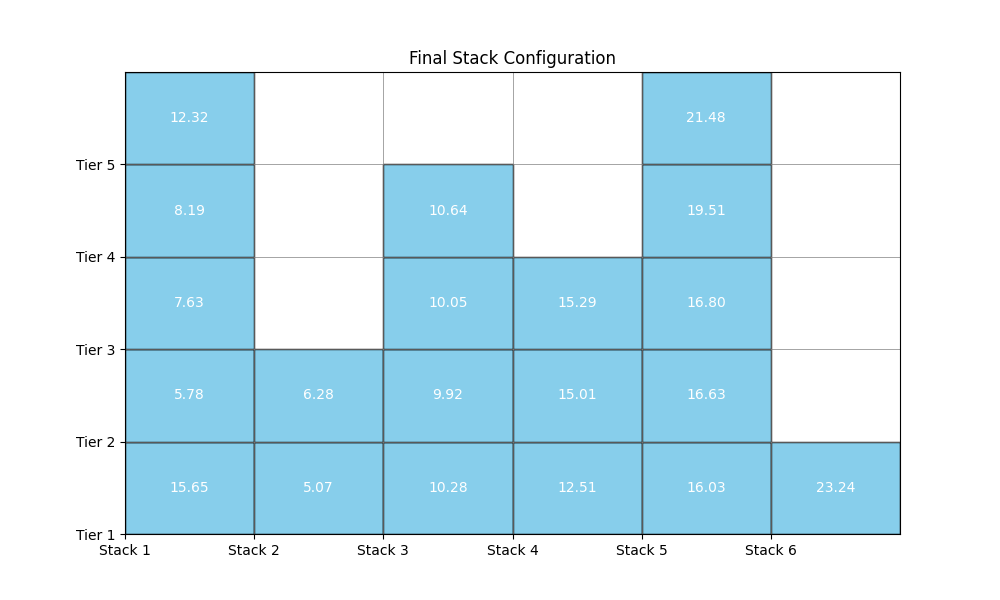 Final Stack Configuration
12.32 21.48
Tier 5
8.19 10.64 19.51
Tier 4
7.63 10.05 15.29 16.80
Tier 3
5.78 6.28 9.92 15.01 16.63
Tier 2
15.65 5.07 10.28 12.51 16.03 23.24
Tier 1
Stack 1 Stack 2 Stack 3 Stack 4 Stack 5 Stack 6